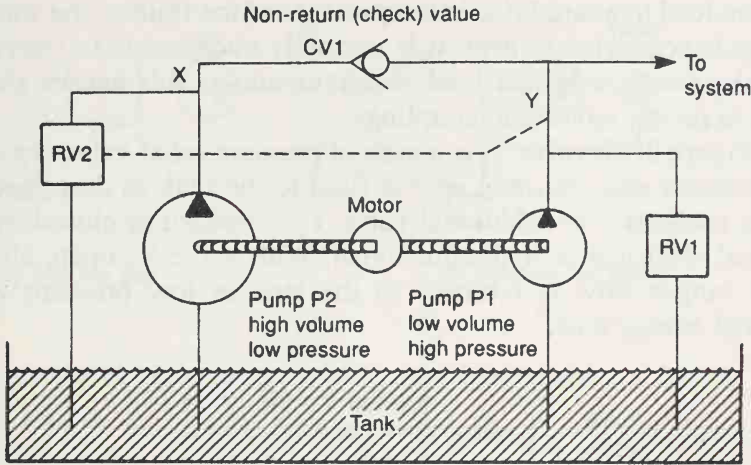 Non-return (check) value
CV1
X
To
system
Y
RV2
Motor
RV1
Pump P2
high volume
low pressure
Pump P1
low volume
high pressure
Tank